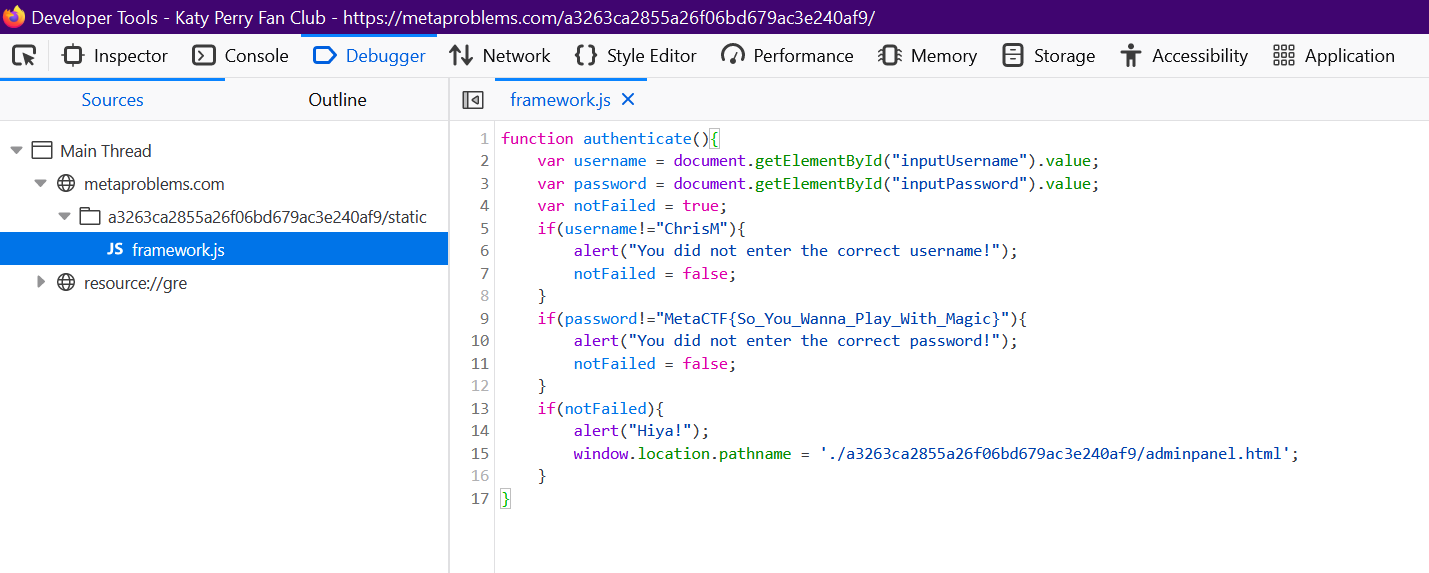 Developer Tools - Katy Perry Fan Club - https://metaproblems.com/a3263ca2855a26f06bd679ac3e240af9/
Inspector Console Debugger Network Style Editor Performance Memory Storage Accessibility Application
Sources Outline framework.js
Main Thread
metaproblems.com
a3263ca2855a26f06bd679ac3e240af9/static
JS framework.js
resource://gre
1 function authenticate(){
2     var username = document.getElementById("inputUsername").value;
3     var password = document.getElementById("inputPassword").value;
4     var notFailed = true;
5     if(username!="ChrisM"){
6         alert("You did not enter the correct username!");
7         notFailed = false;
8     }
9     if(password!="MetaCTF{So_You_Wanna_Play_With_Magic}"){
10         alert("You did not enter the correct password!");
11         notFailed = false;
12     }
13     if(notFailed){
14         alert("Hiya!");
15         window.location.pathname = './a3263ca2855a26f06bd679ac3e240af9/adminpanel.html';
16     }
17 }